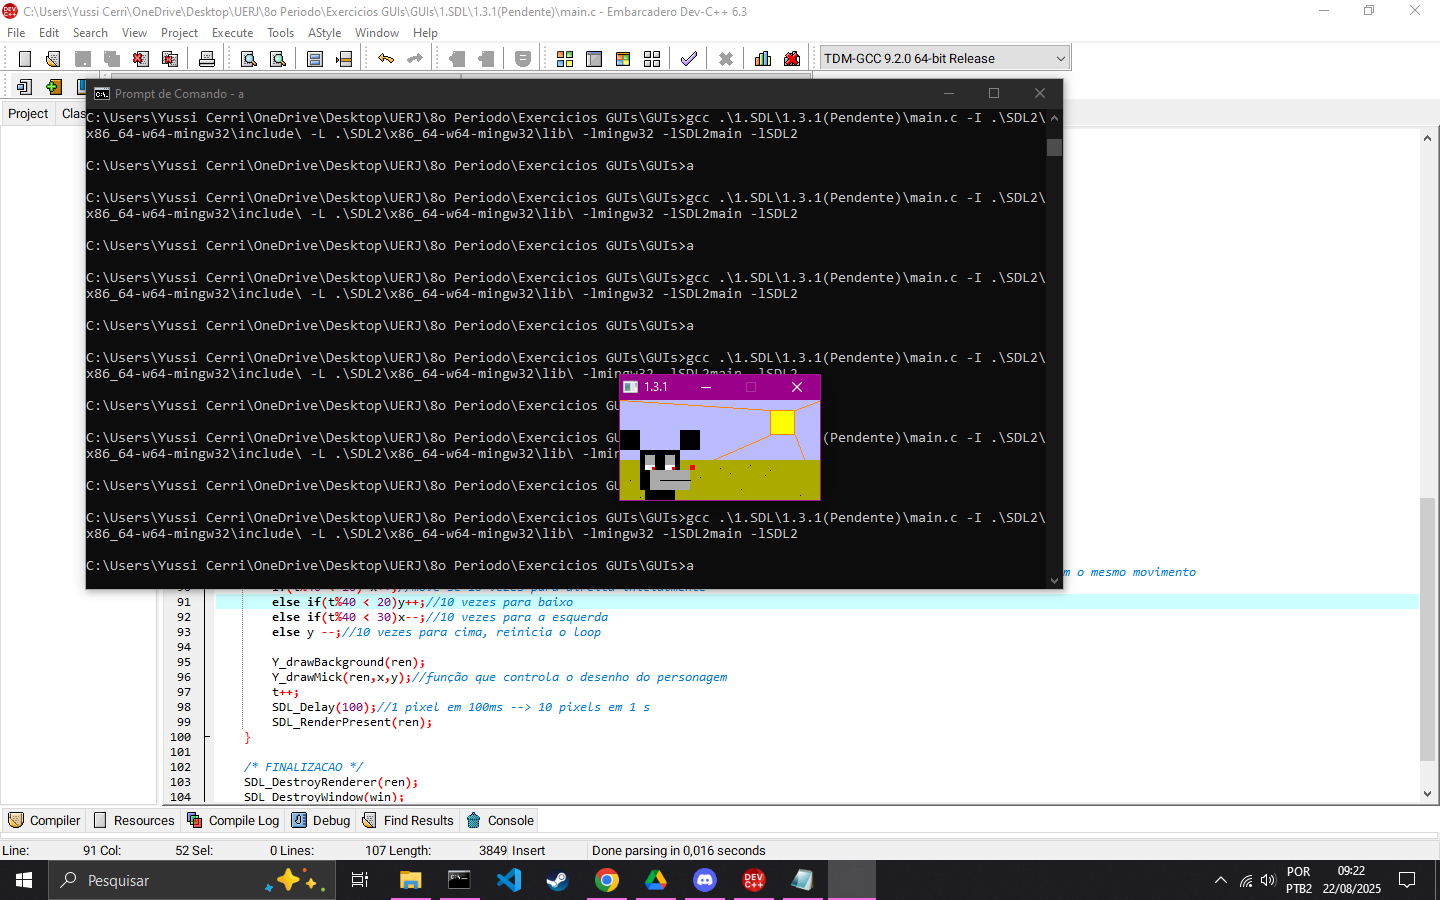 C:\Users\Yussi Cerri\OneDrive\Desktop\UERJ\8o Periodo\Exercicios GUIs\GUIs\1.SDL\1.3.1(Pendente)\main.c - Embarcadero Dev-C++ 6.3
File Edit Search View Project Execute Tools AStyle Window Help
TDM-GCC 9.2.0 64-bit Release
Project Clas
Prompt de Comando - a
C:\Users\Yussi Cerri\OneDrive\Desktop\UERJ\8o Periodo\Exercicios GUIs\GUIs>gcc .\1.SDL\1.3.1(Pendente)\main.c -I .\SDL2\
x86_64-w64-mingw32\include\ -L .\SDL2\x86_64-w64-mingw32\lib\ -lmingw32 -lSDL2main -lSDL2
C:\Users\Yussi Cerri\OneDrive\Desktop\UERJ\8o Periodo\Exercicios GUIs\GUIs>a
C:\Users\Yussi Cerri\OneDrive\Desktop\UERJ\8o Periodo\Exercicios GUIs\GUIs>gcc .\1.SDL\1.3.1(Pendente)\main.c -I .\SDL2\
x86_64-w64-mingw32\include\ -L .\SDL2\x86_64-w64-mingw32\lib\ -lmingw32 -lSDL2main -lSDL2
C:\Users\Yussi Cerri\OneDrive\Desktop\UERJ\8o Periodo\Exercicios GUIs\GUIs>a
C:\Users\Yussi Cerri\OneDrive\Desktop\UERJ\8o Periodo\Exercicios GUIs\GUIs>gcc .\1.SDL\1.3.1(Pendente)\main.c -I .\SDL2\
x86_64-w64-mingw32\include\ -L .\SDL2\x86_64-w64-mingw32\lib\ -lmingw32 -lSDL2main -lSDL2
C:\Users\Yussi Cerri\OneDrive\Desktop\UERJ\8o Periodo\Exercicios GUIs\GUIs>a
C:\Users\Yussi Cerri\OneDrive\Desktop\UERJ\8o Periodo\Exercicios GUIs\GUIs>gcc .\1.SDL\1.3.1(Pendente)\main.c -I .\SDL2\
x86_64-w64-mingw32\include\ -L .\SDL2\x86_64-w64-mingw32\lib\ -lmingw32 -lSDL2main -lSDL2
1.3.1
C:\Users\Yussi Cerri\OneDrive\Desktop\UERJ\8o Periodo\Exercicios GU
C:\Users\Yussi Cerri\OneDrive\Desktop\UERJ\8o Periodo\Exercicios GU (Pendente)\main.c -I .\SDL2\
x86_64-w64-mingw32\include\ -L .\SDL2\x86_64-w64-mingw32\lib\ -lmin 2
C:\Users\Yussi Cerri\OneDrive\Desktop\UERJ\8o Periodo\Exercicios GU
C:\Users\Yussi Cerri\OneDrive\Desktop\UERJ\8o Periodo\Exercicios GUIs\GUIs>gcc .\1.SDL\1.3.1(Pendente)\main.c -I .\SDL2\
x86_64-w64-mingw32\include\ -L .\SDL2\x86_64-w64-mingw32\lib\ -lmingw32 -lSDL2main -lSDL2
C:\Users\Yussi Cerri\OneDrive\Desktop\UERJ\8o Periodo\Exercicios GUIs\GUIs>a
m o mesmo movimento
91 else if(t%40 < 20)y++;//10 vezes para baixo
92 else if(t%40 < 30)x--;//10 vezes para a esquerda
93 else y --;//10 vezes para cima, reinicia o loop
94
95 Y_drawBackground(ren);
96 Y_drawMick(ren,x,y);//função que controla o desenho do personagem
97 t++;
98 SDL_Delay(100);//1 pixel em 100ms --> 10 pixels em 1 s
99 SDL_RenderPresent(ren);
100 }
101
102 /* FINALIZACAO */
103 SDL_DestroyRenderer(ren);
104 SDL_DestroyWindow(win);
Compiler Resources Compile Log Debug Find Results Console
Line: 91 Col: 52 Sel: 0 Lines: 107 Length: 3849 Insert Done parsing in 0,016 seconds
Pesquisar
POR
PTB2
09:22
22/08/2025